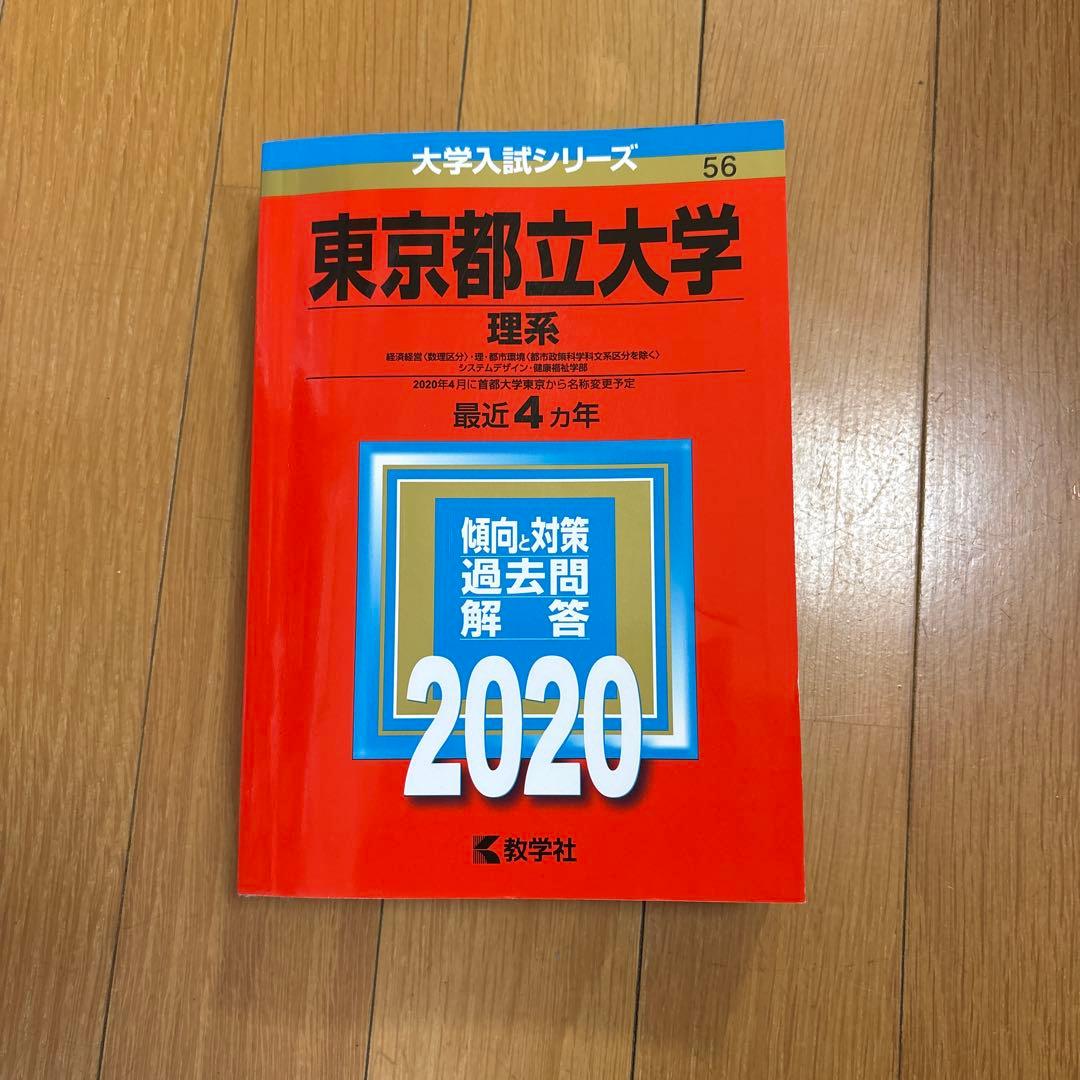 大学入試シリーズ
56
東京都立大学
理系
経済経営〈数理区分〉・理・都市環境〈都市政策科学科文系区分を除く〉
システムデザイン・健康福祉学部
2020年4月に首都大学東京から名称変更予定
最近4カ年
傾向と対策
過去問
解答
2020
教学社